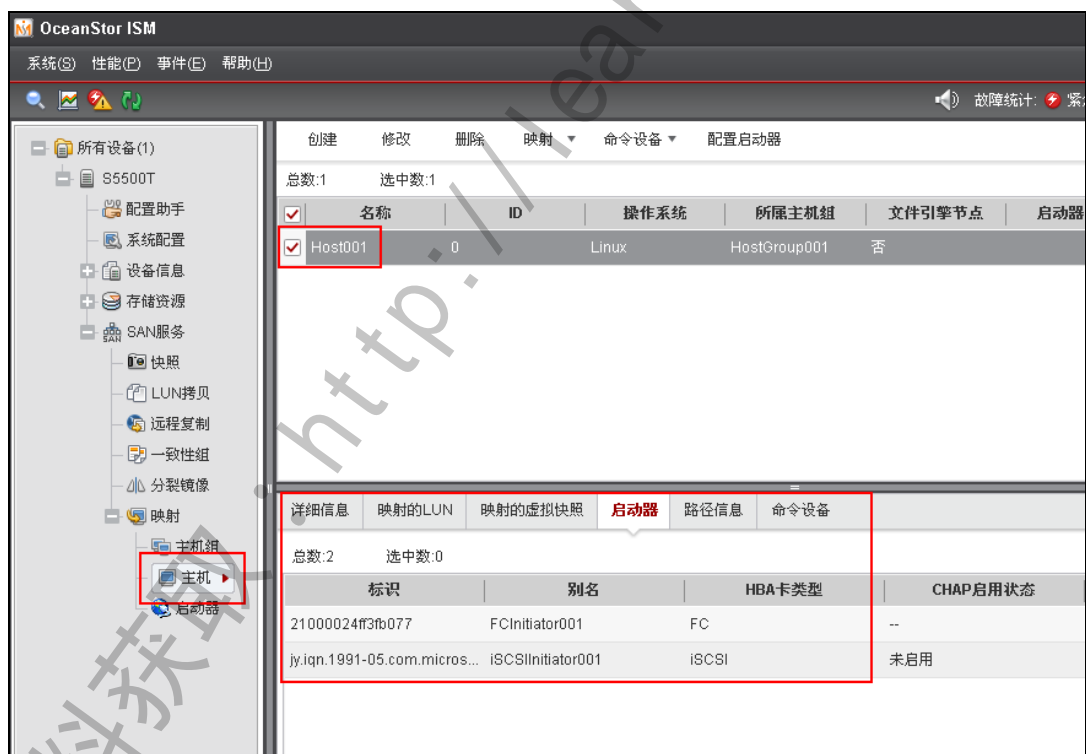 OceanStor ISM
系统(S) 性能(P) 事件(E) 帮助(H)
故障统计: 紧
所有设备(1)
S5500T
配置助手
系统配置
设备信息
存储资源
SAN服务
快照
LUN拷贝
远程复制
一致性组
分裂镜像
映射
主机组
主机
启动器
创建 修改 删除 映射 命令设备 配置启动器
总数:1 选中数:1
名称 ID 操作系统 所属主机组 文件引擎节点 启动器
Host001 0 Linux HostGroup001 否
详细信息 映射的LUN 映射的虚拟快照 启动器 路径信息 命令设备
总数:2 选中数:0
标识 别名 HBA卡类型 CHAP启用状态
21000024ff3fb077 FCInitiator001 FC --
jy.iqn.1991-05.com.micros... iSCSIInitiator001 iSCSI 未启用
料获取:http://lear